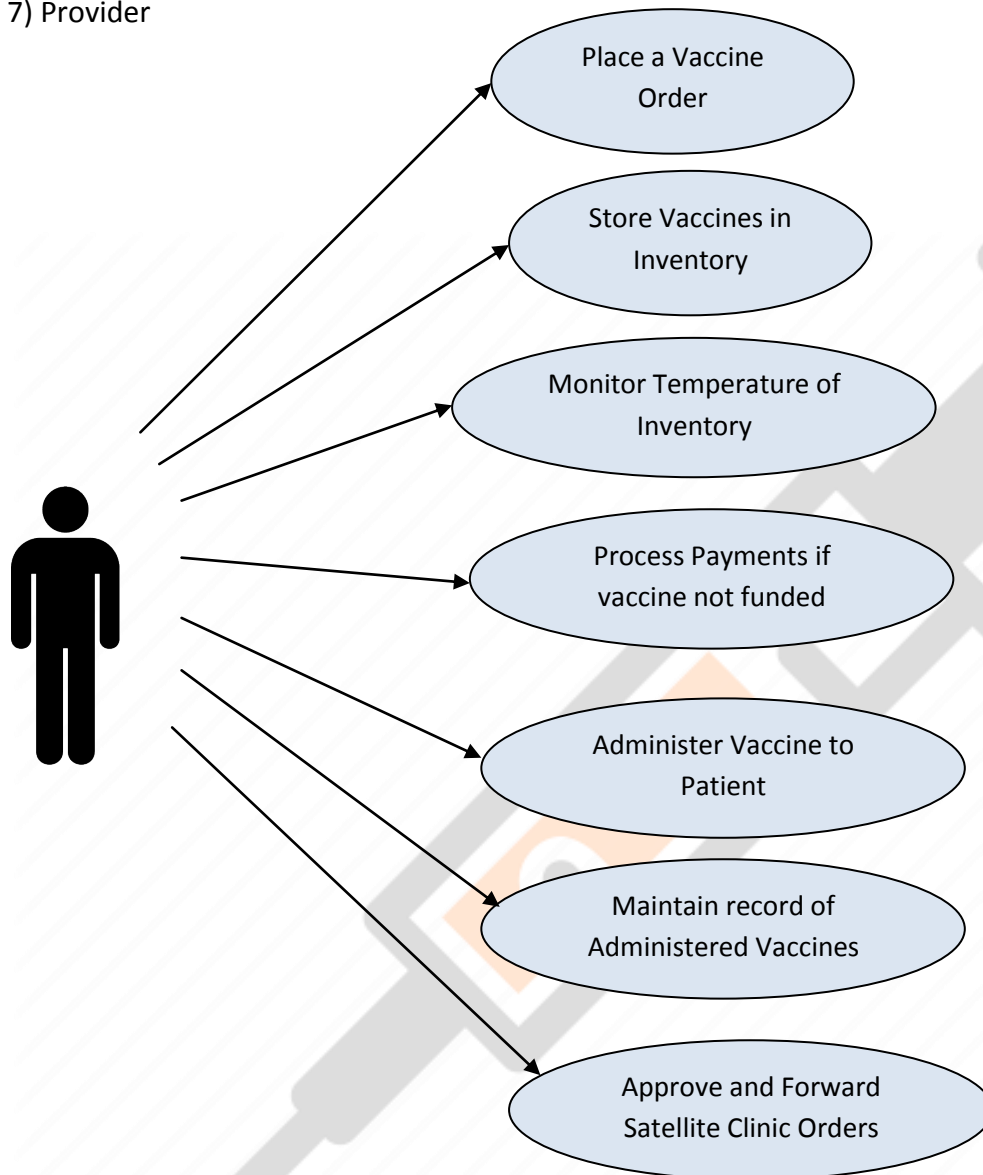 7) Provider
Place a Vaccine
Order
Store Vaccines in
Inventory
Monitor Temperature of
Inventory
Process Payments if
vaccine not funded
Administer Vaccine to
Patient
Maintain record of
Administered Vaccines
Approve and Forward
Satellite Clinic Orders